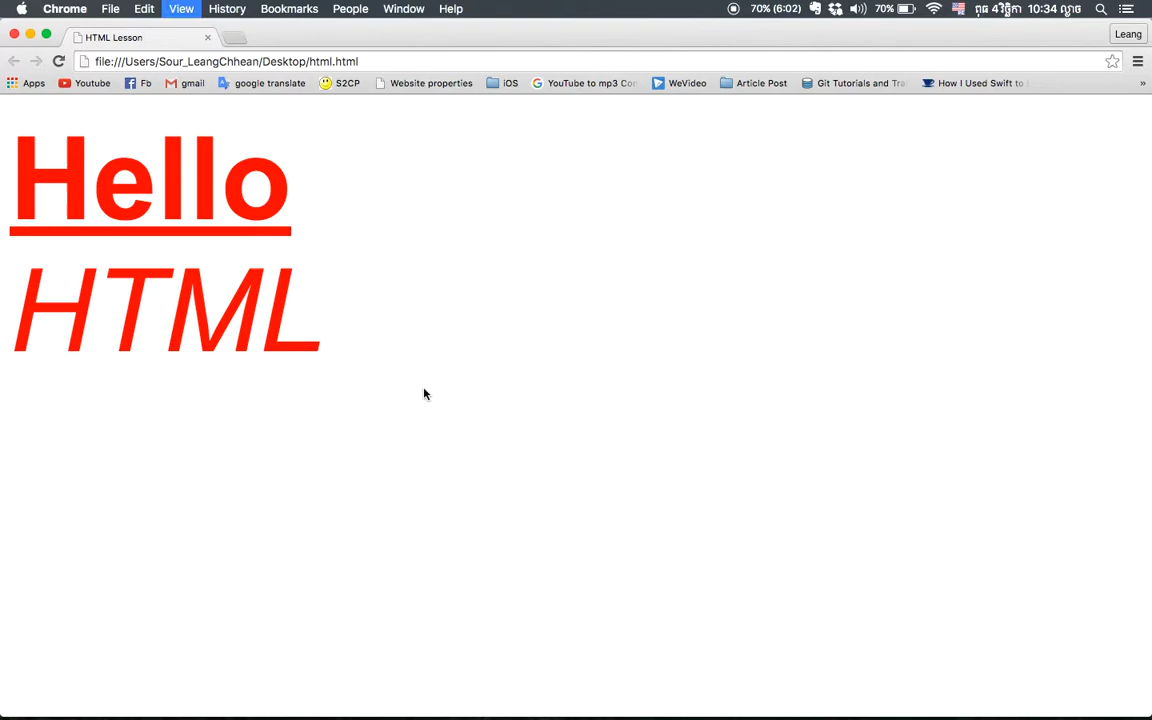 Chrome File Edit View History Bookmarks People Window Help 70% (6:02) 70% 10:34
HTML Lesson Leang
file:///Users/Sour_LeangChhean/Desktop/html.html
Apps Youtube Fb gmail google translate S2CP Website properties iOS YouTube to mp3 Con WeVideo Article Post Git Tutorials and Tra How I Used Swift to »
Hello
HTML